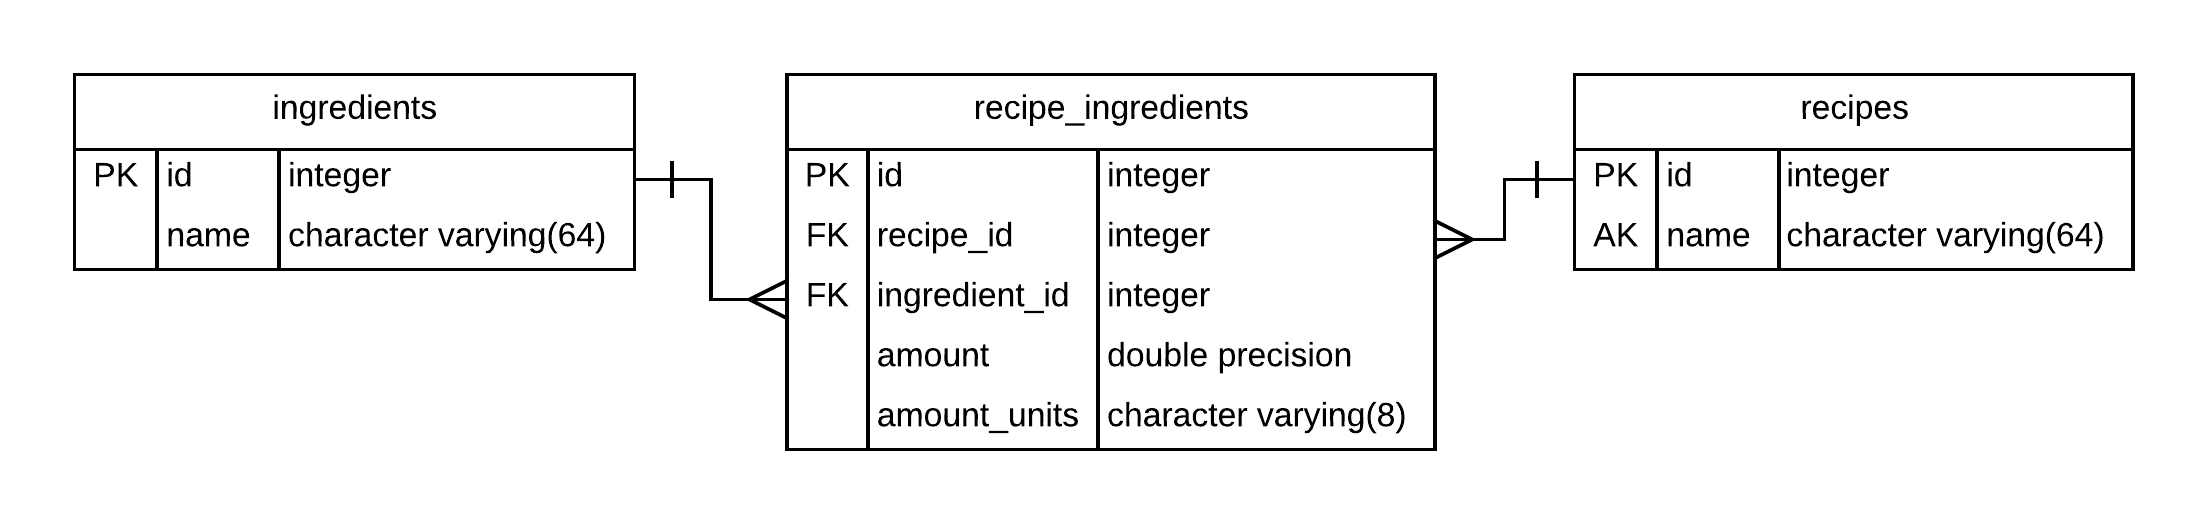 ingredients
PK id integer
name character varying(64)
recipe_ingredients
PK id integer
FK recipe_id integer
FK ingredient_id integer
amount double precision
amount_units character varying(8)
recipes
PK id integer
AK name character varying(64)